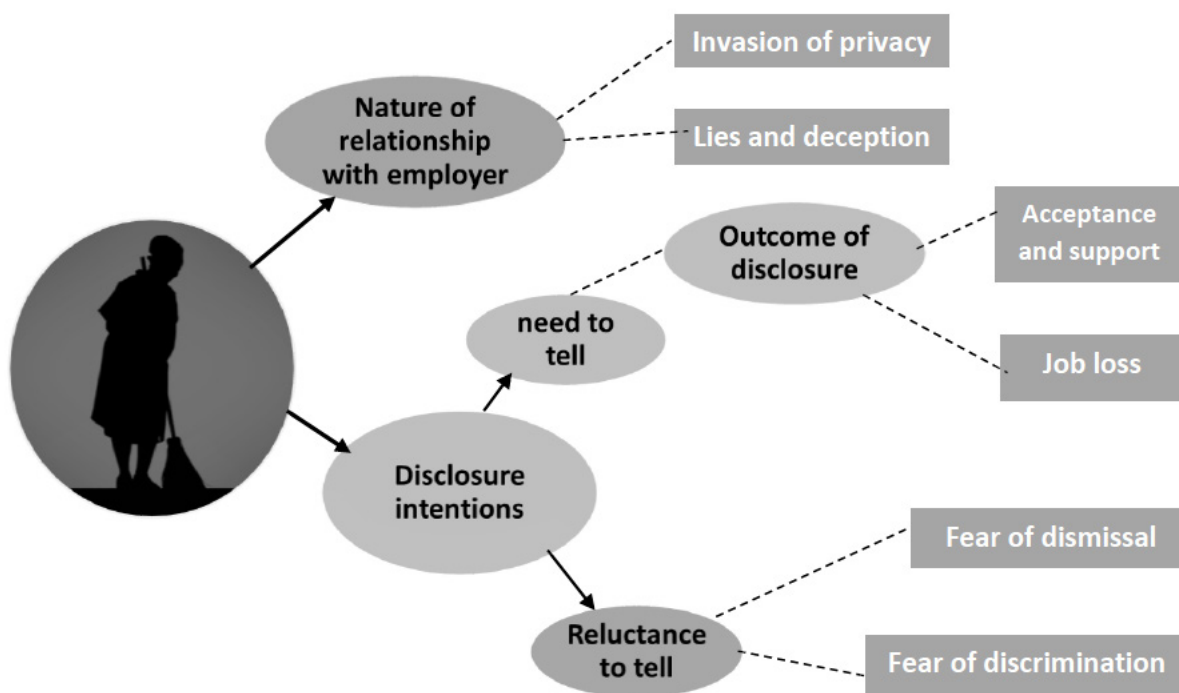 Invasion of privacy
Nature of
relationship
with employer
Lies and deception
Acceptance
and support
Outcome of
disclosure
need to
tell
Job loss
Disclosure
intentions
Fear of dismissal
Reluctance
to tell
Fear of discrimination